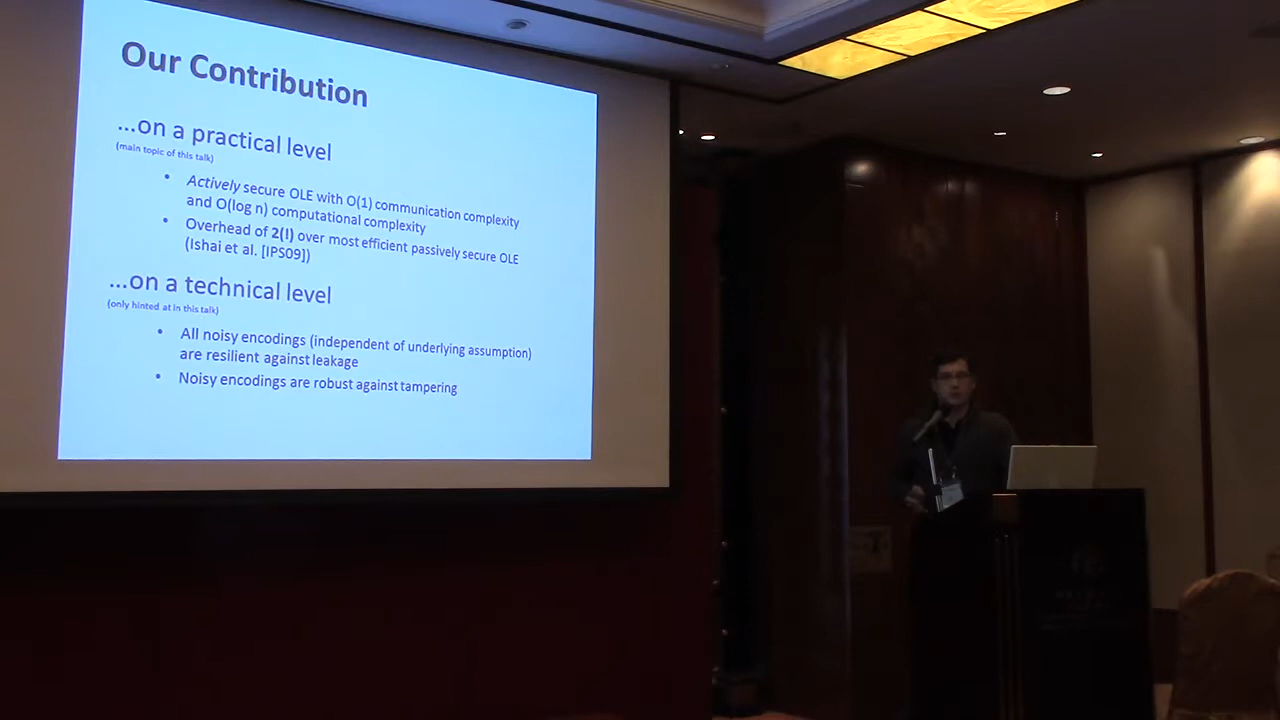 Our Contribution
...on a practical level
(main topic of this talk)
• Actively secure OLE with O(1) communication complexity
and O(log n) computational complexity
• Overhead of 2(!) over most efficient passively secure OLE
(Ishai et al. [IPS09])
...on a technical level
(only hinted at in this talk)
• All noisy encodings (independent of underlying assumption)
are resilient against leakage
• Noisy encodings are robust against tampering